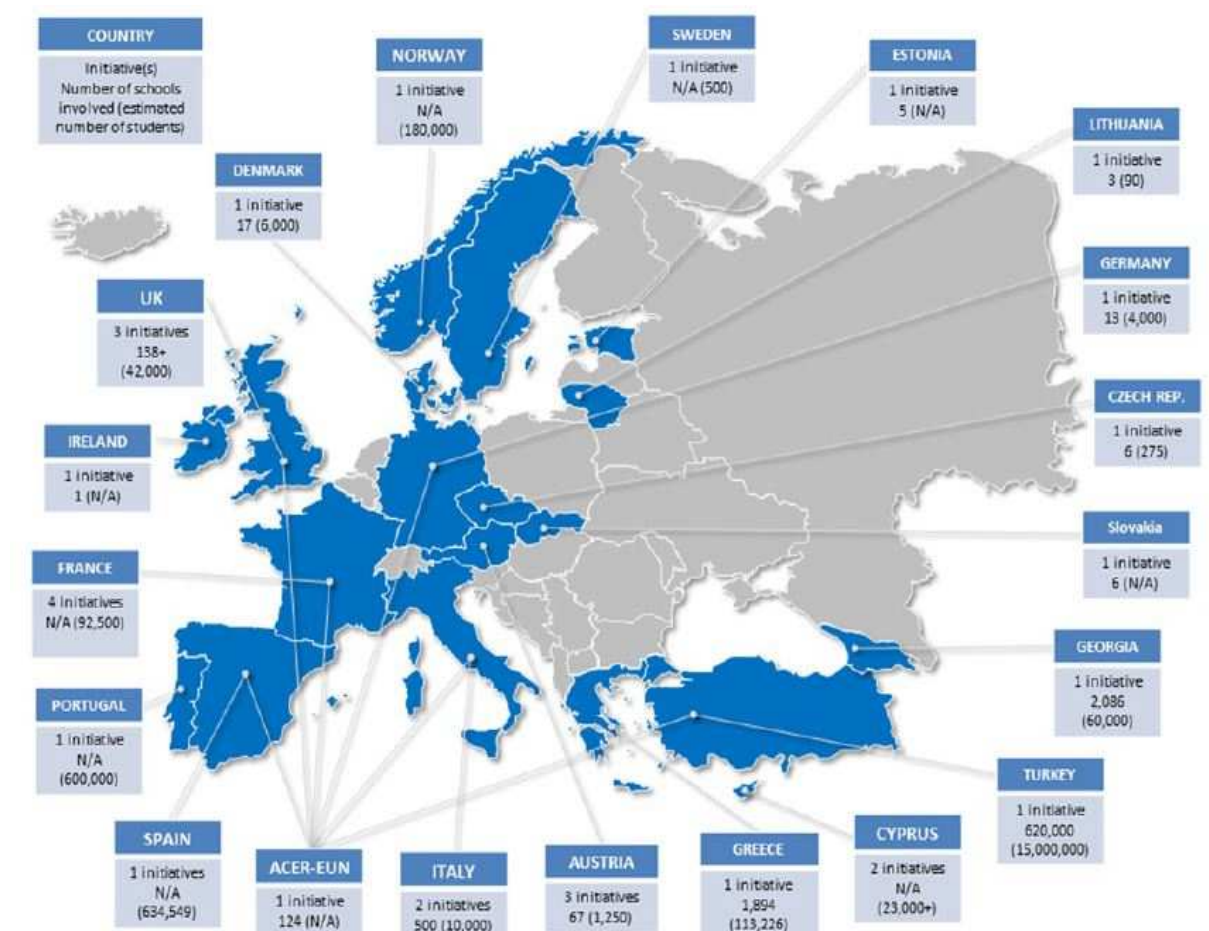 COUNTRY
Initiative(s)
Number of schools
involved (estimated
number of students)
NORWAY
1 initiative
N/A
(180,000)
SWEDEN
1 initiative
N/A (500)
ESTONIA
1 initiative
5 (N/A)
LITHUANIA
1 initiative
3 (90)
DENMARK
1 initiative
17 (6,000)
GERMANY
1 initiative
13 (4,000)
UK
3 initiatives
138+
(42,000)
CZECH REP.
1 initiative
6 (275)
IRELAND
1 initiative
1 (N/A)
Slovakia
1 initiative
6 (N/A)
FRANCE
4 initiatives
N/A (92,500)
GEORGIA
1 initiative
2,086
(60,000)
PORTUGAL
1 initiative
N/A
(600,000)
TURKEY
1 initiative
620,000
(15,000,000)
SPAIN
1 initiatives
N/A
(634,549)
ACER-EUN
1 initiative
124 (N/A)
ITALY
2 initiatives
500 (10,000)
AUSTRIA
3 initiatives
67 (1,250)
GREECE
1 initiative
1,894
(113,226)
CYPRUS
2 initiatives
N/A
(23,000+)